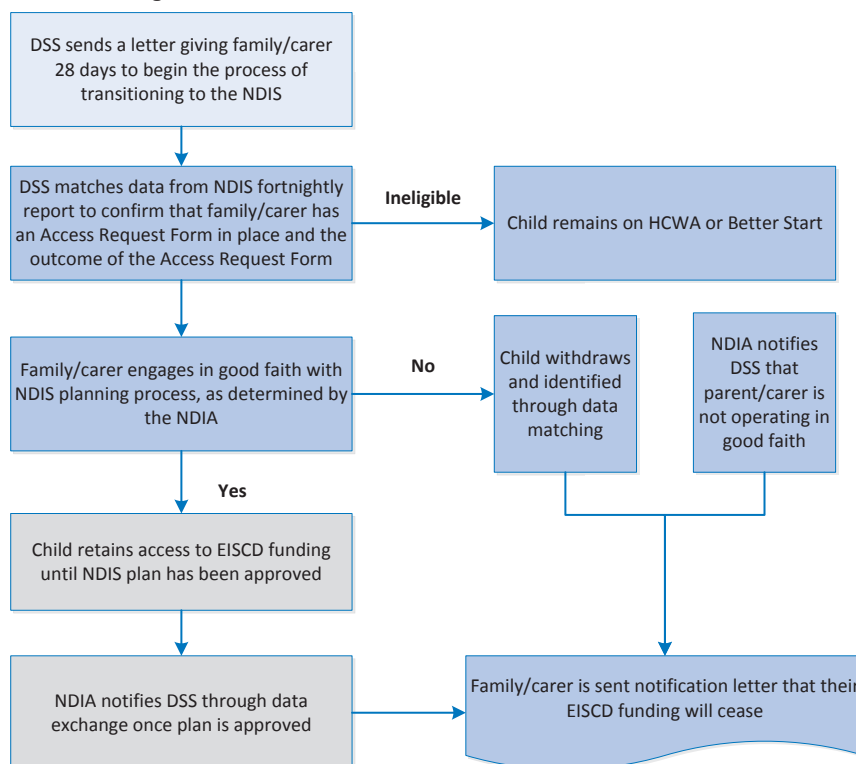 DSS sends a letter giving family/carer
28 days to begin the process of
transitioning to the NDIS
DSS matches data from NDIS fortnightly
report to confirm that family/carer has
an Access Request Form in place and the
outcome of the Access Request Form
Ineligible
Child remains on HCWA or Better Start
Family/carer engages in good faith with
NDIS planning process, as determined by
the NDIA
No
Child withdraws
and identified
through data
matching
NDIA notifies
DSS that
parent/carer is
not operating in
good faith
Yes
Child retains access to EISCD funding
until NDIS plan has been approved
NDIA notifies DSS through data
exchange once plan is approved
Family/carer is sent notification letter that their
EISCD funding will cease